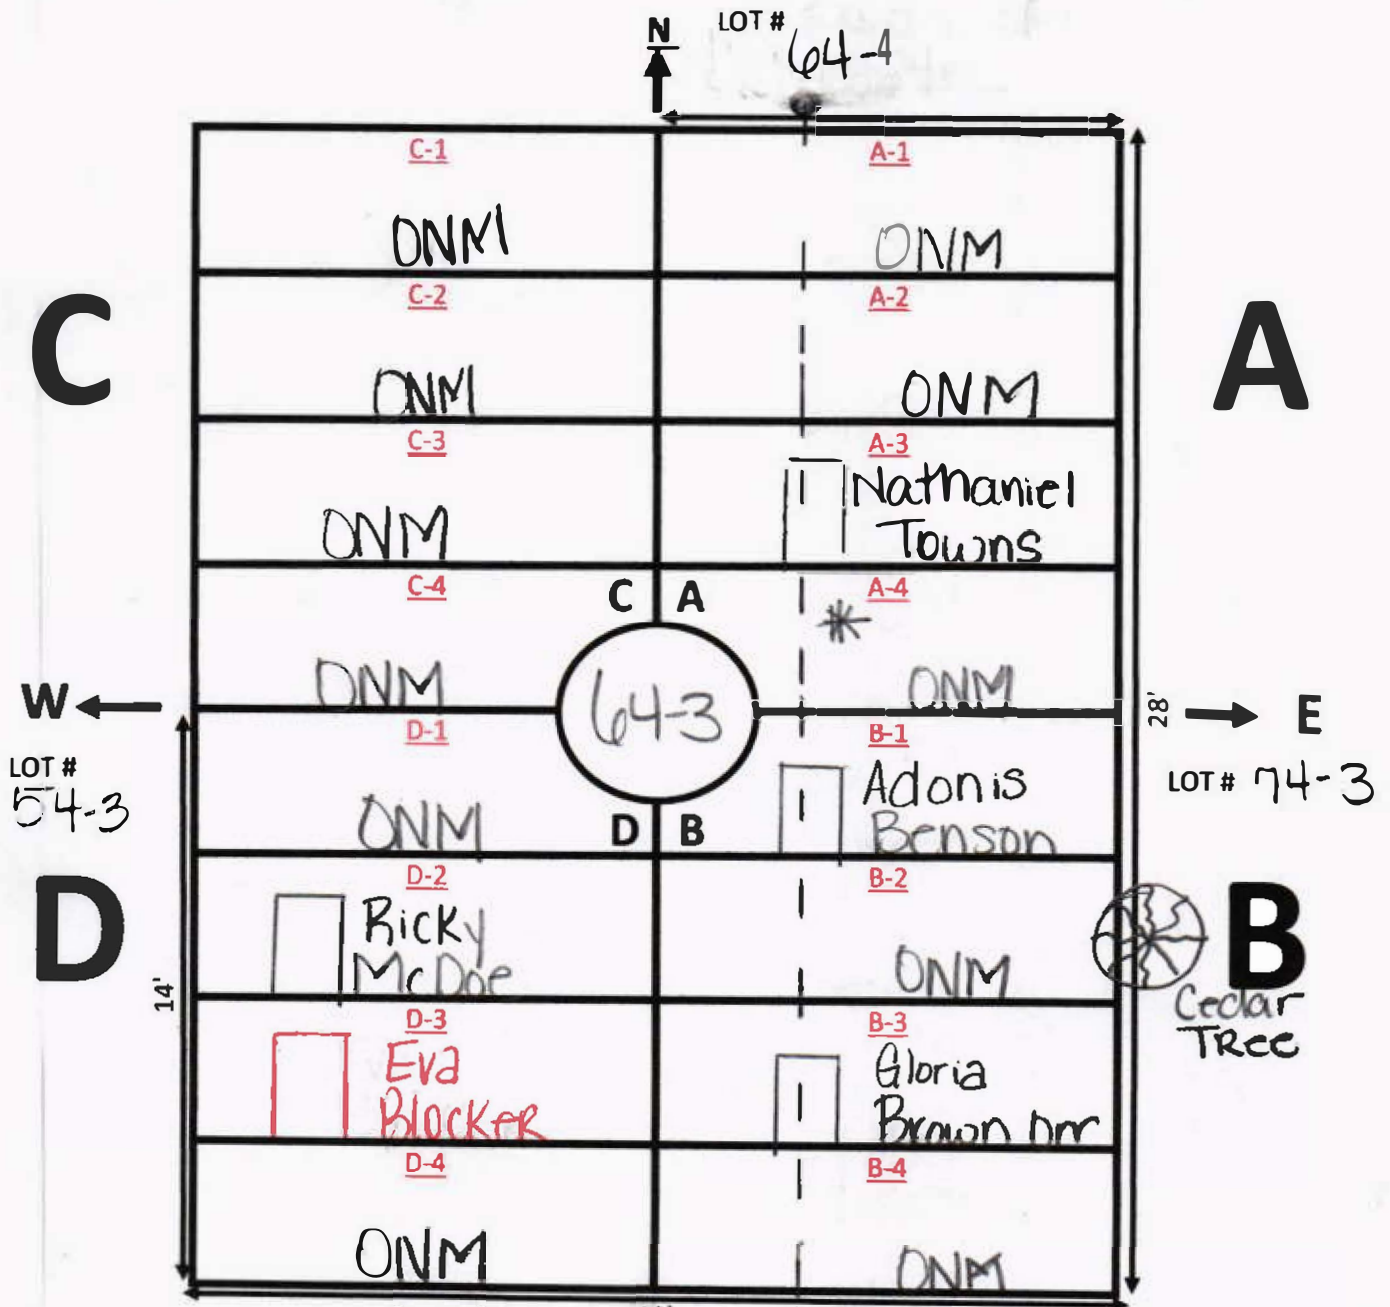 N
LOT #
64-4
C-1
A-1
ONM
ONM
C-2
A-2
C
A
ONM
ONM
C-3
A-3
Nathaniel
Towns
ONM
C-4
A-4
C A
*
ONM
ONM
W
64-3
28'
E
D-1
B-1
LOT #
54-3
LOT # 74-3
Adonis
Benson
ONM
D B
D-2
B-2
D
B
Ricky
McDoe
ONM
14'
Cedar
TREE
D-3
B-3
Eva
Blocker
Gloria
Brown
D-4
B-4
ONM
ONM